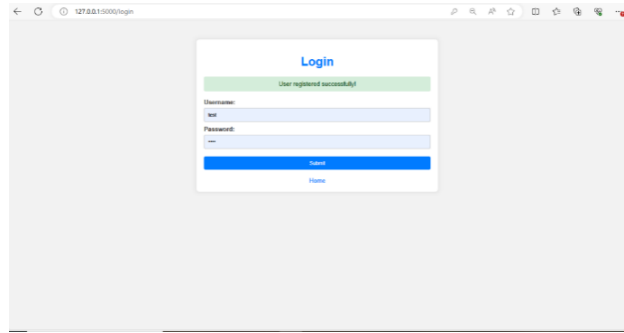 127.0.0.1:5000/login
Login
User registered successfully!
Username:
test
Password:
••••
Submit
Home